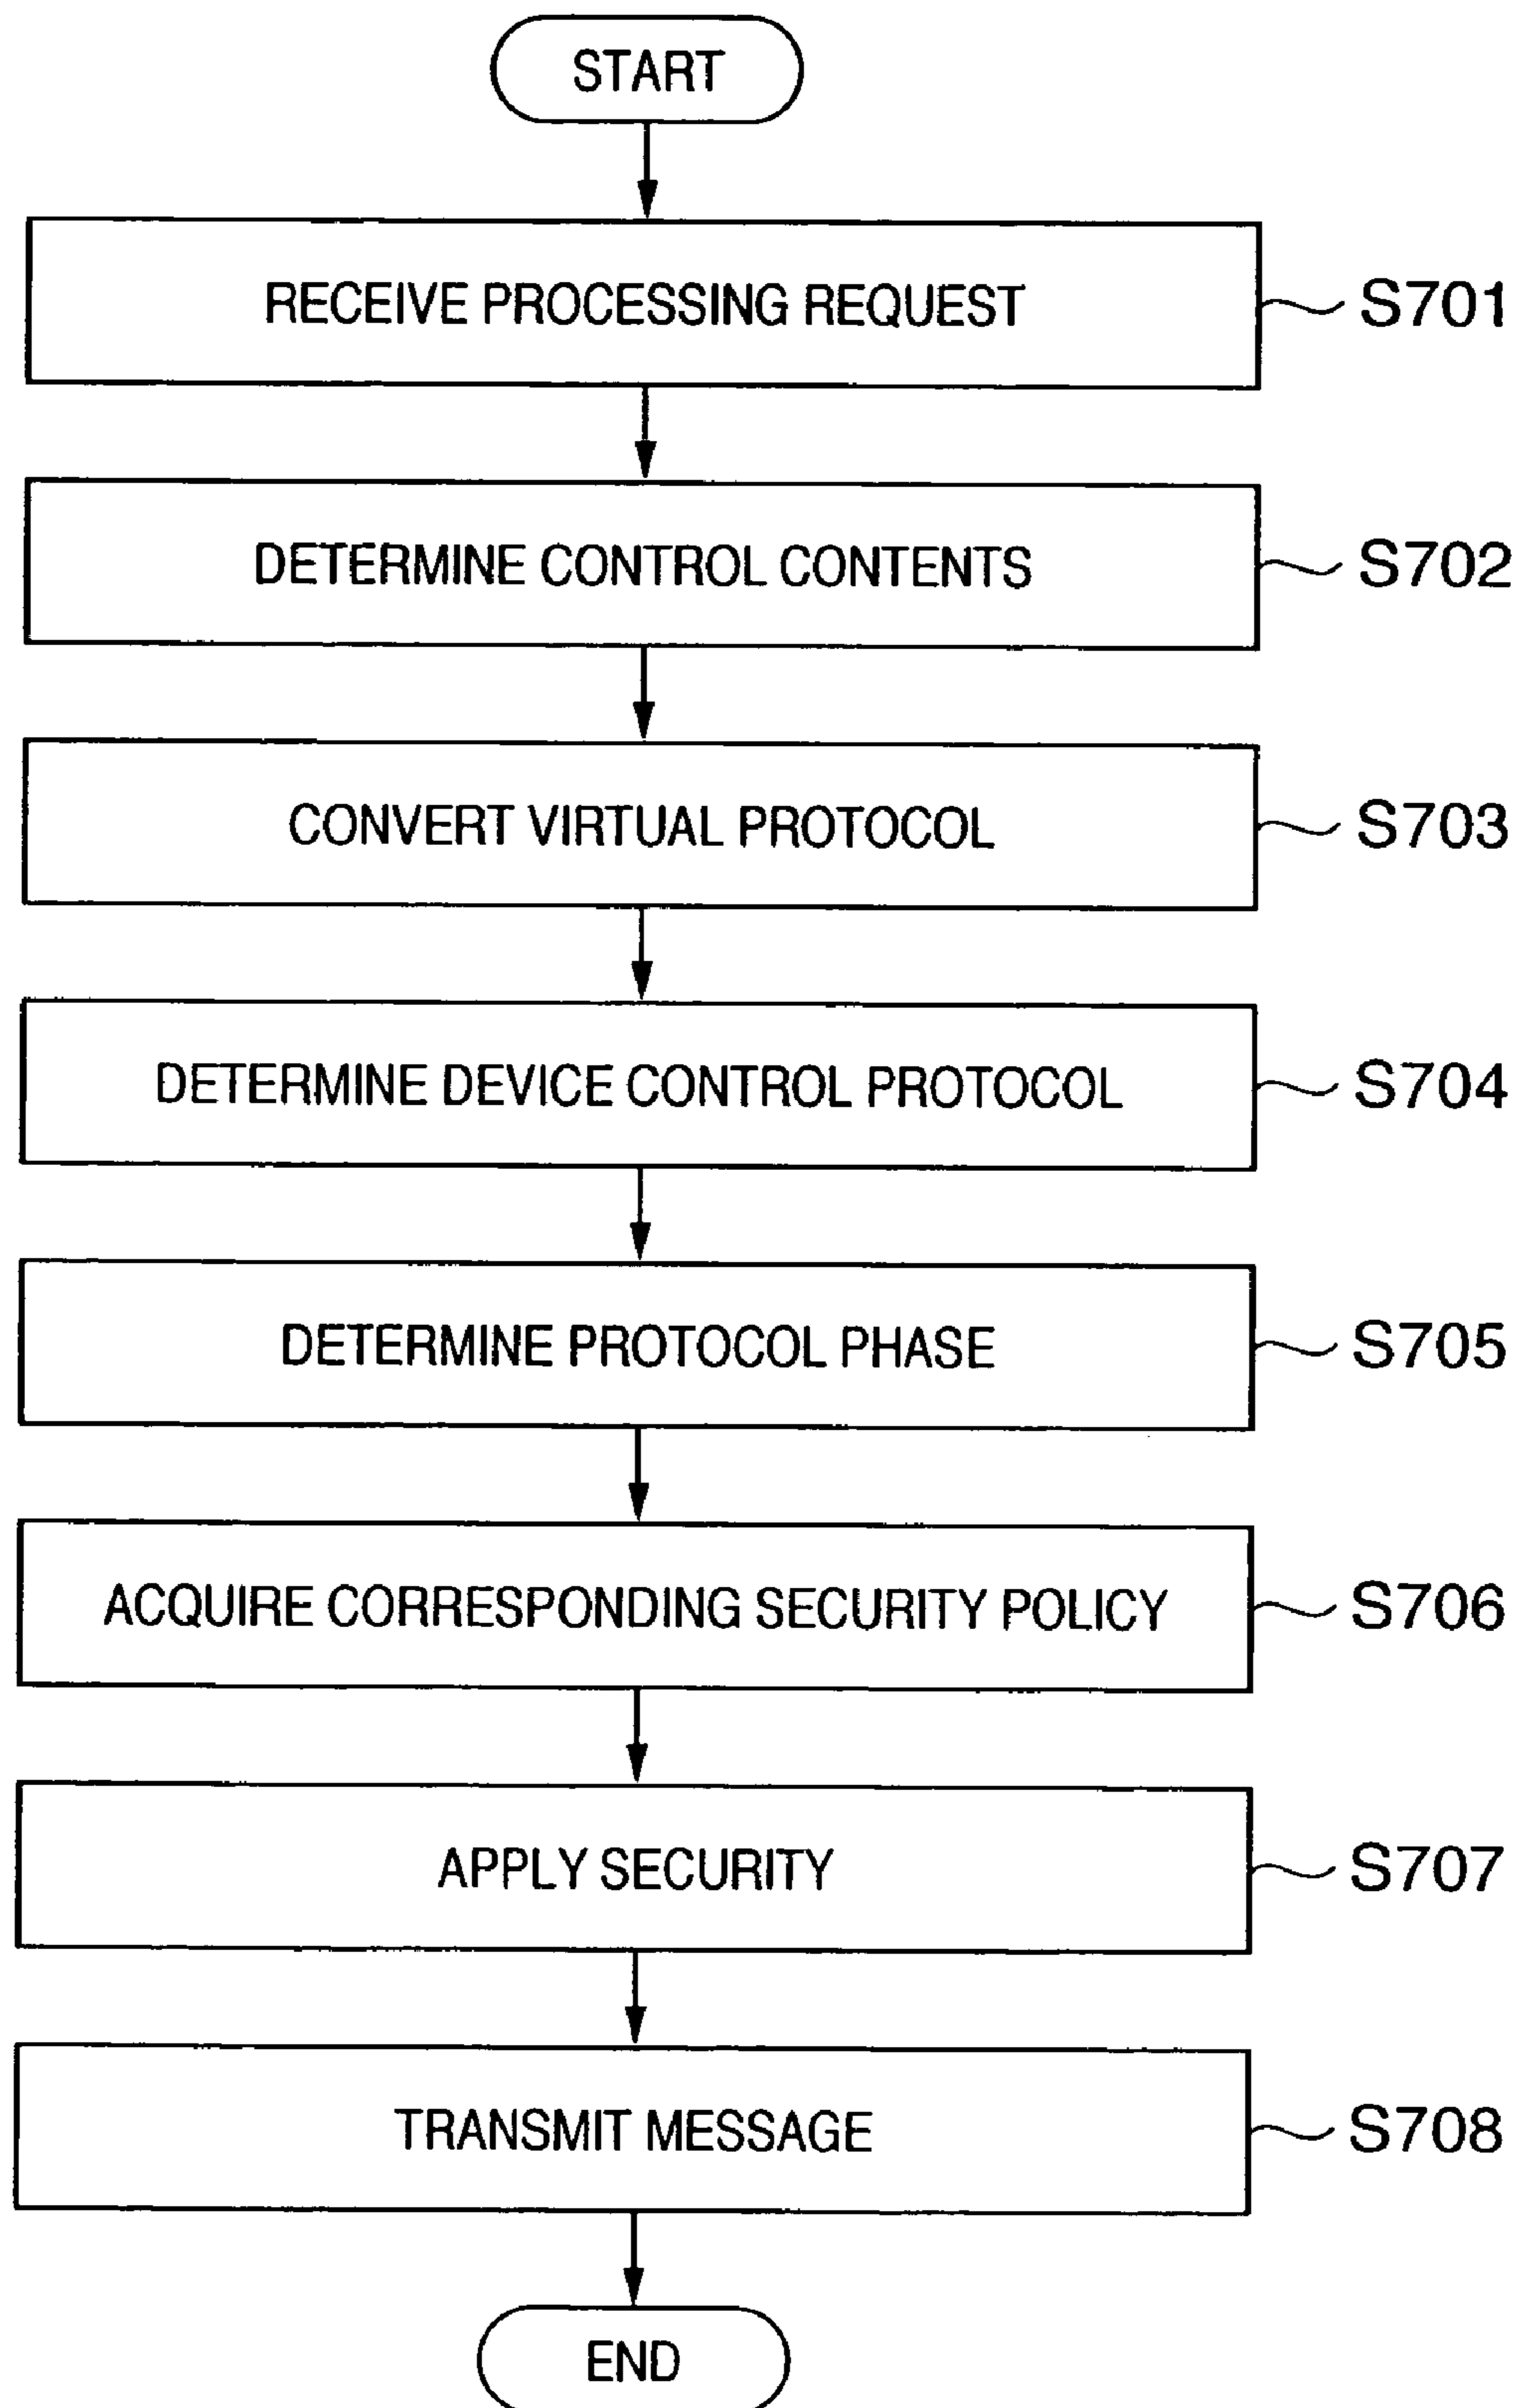 START
RECEIVE PROCESSING REQUEST
S701
DETERMINE CONTROL CONTENTS
S702
CONVERT VIRTUAL PROTOCOL
S703
DETERMINE DEVICE CONTROL PROTOCOL
S704
DETERMINE PROTOCOL PHASE
S705
ACQUIRE CORRESPONDING SECURITY POLICY
S706
APPLY SECURITY
S707
TRANSMIT MESSAGE
S708
END